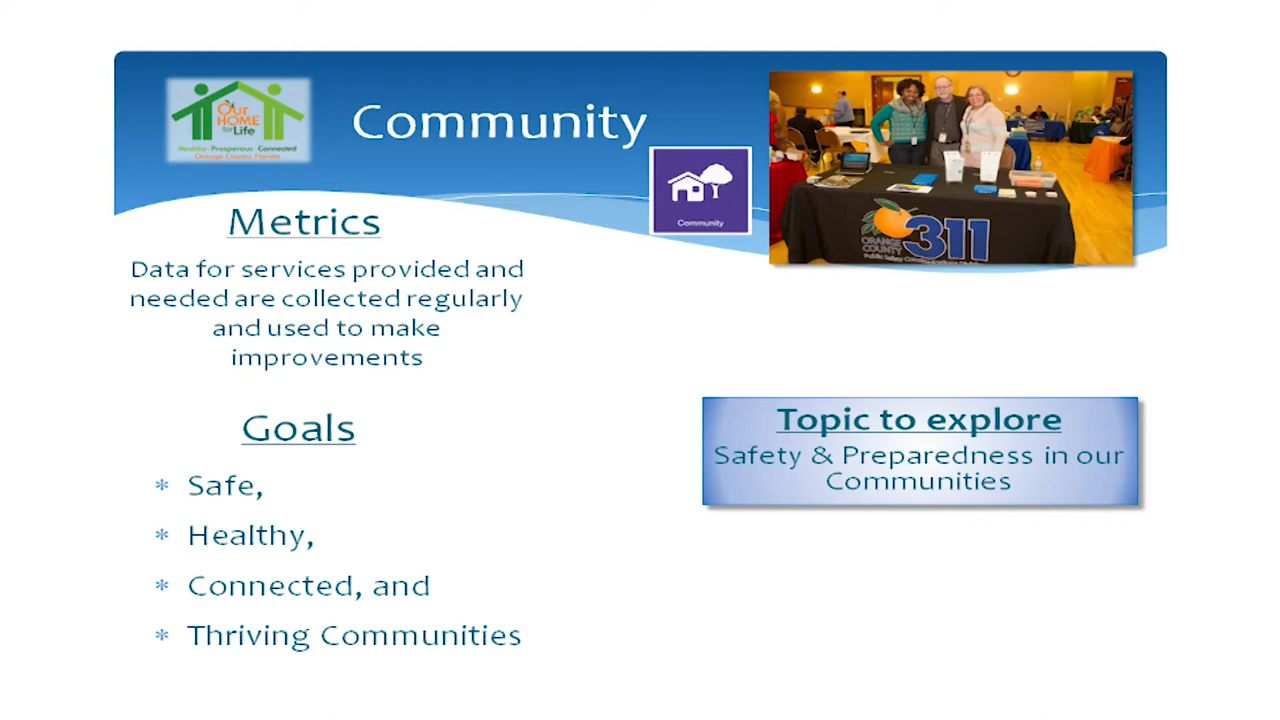 Our
HOME
for
Life
Healthy • Prosperous • Connected
Orange County, Florida
Community
Community
ORANGE
COUNTY
311
Metrics
Data for services provided and
needed are collected regularly
and used to make
improvements
Goals
* Safe,
* Healthy,
* Connected, and
* Thriving Communities
Topic to explore
Safety & Preparedness in our
Communities